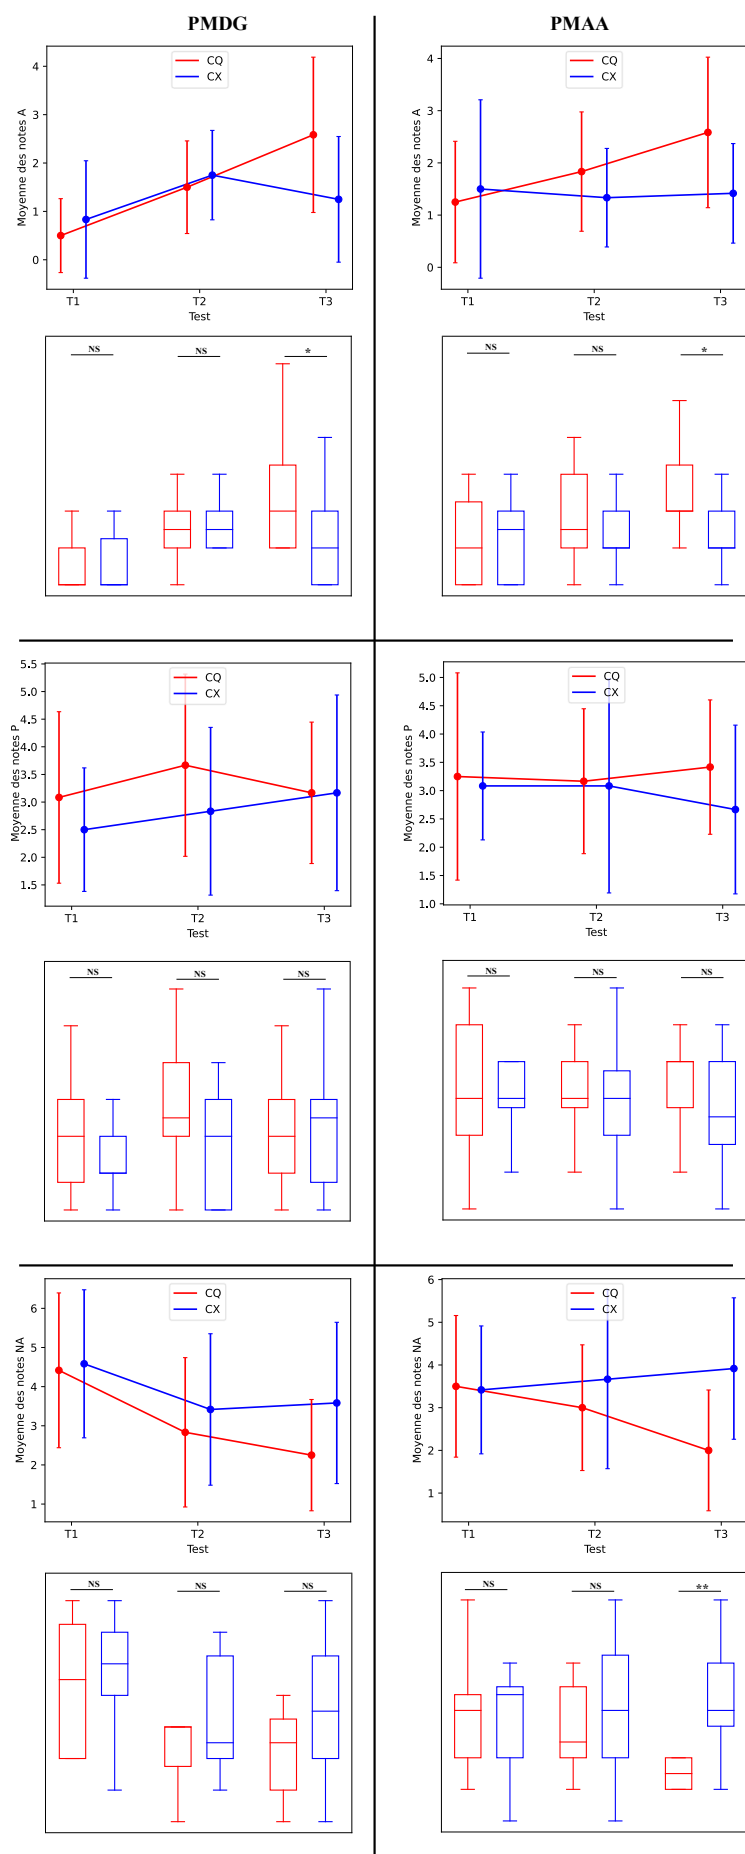 PMDG
PMAA
Moyenne des notes A
4
3
2
1
0
CQ
CX
T1
T2
T3
Test
Moyenne des notes A
4
3
2
1
0
CQ
CX
T1
T2
T3
Test
NS
NS
*
NS
NS
*
Moyenne des notes P
5.5
5.0
4.5
4.0
3.5
3.0
2.5
2.0
1.5
CQ
CX
T1
T2
T3
Test
Moyenne des notes P
5.0
4.5
4.0
3.5
3.0
2.5
2.0
1.5
1.0
CQ
CX
T1
T2
T3
Test
NS
NS
NS
NS
NS
NS
Moyenne des notes NA
6
5
4
3
2
1
CQ
CX
T1
T2
T3
Test
Moyenne des notes NA
6
5
4
3
2
1
CQ
CX
T1
T2
T3
Test
NS
NS
NS
NS
NS
**